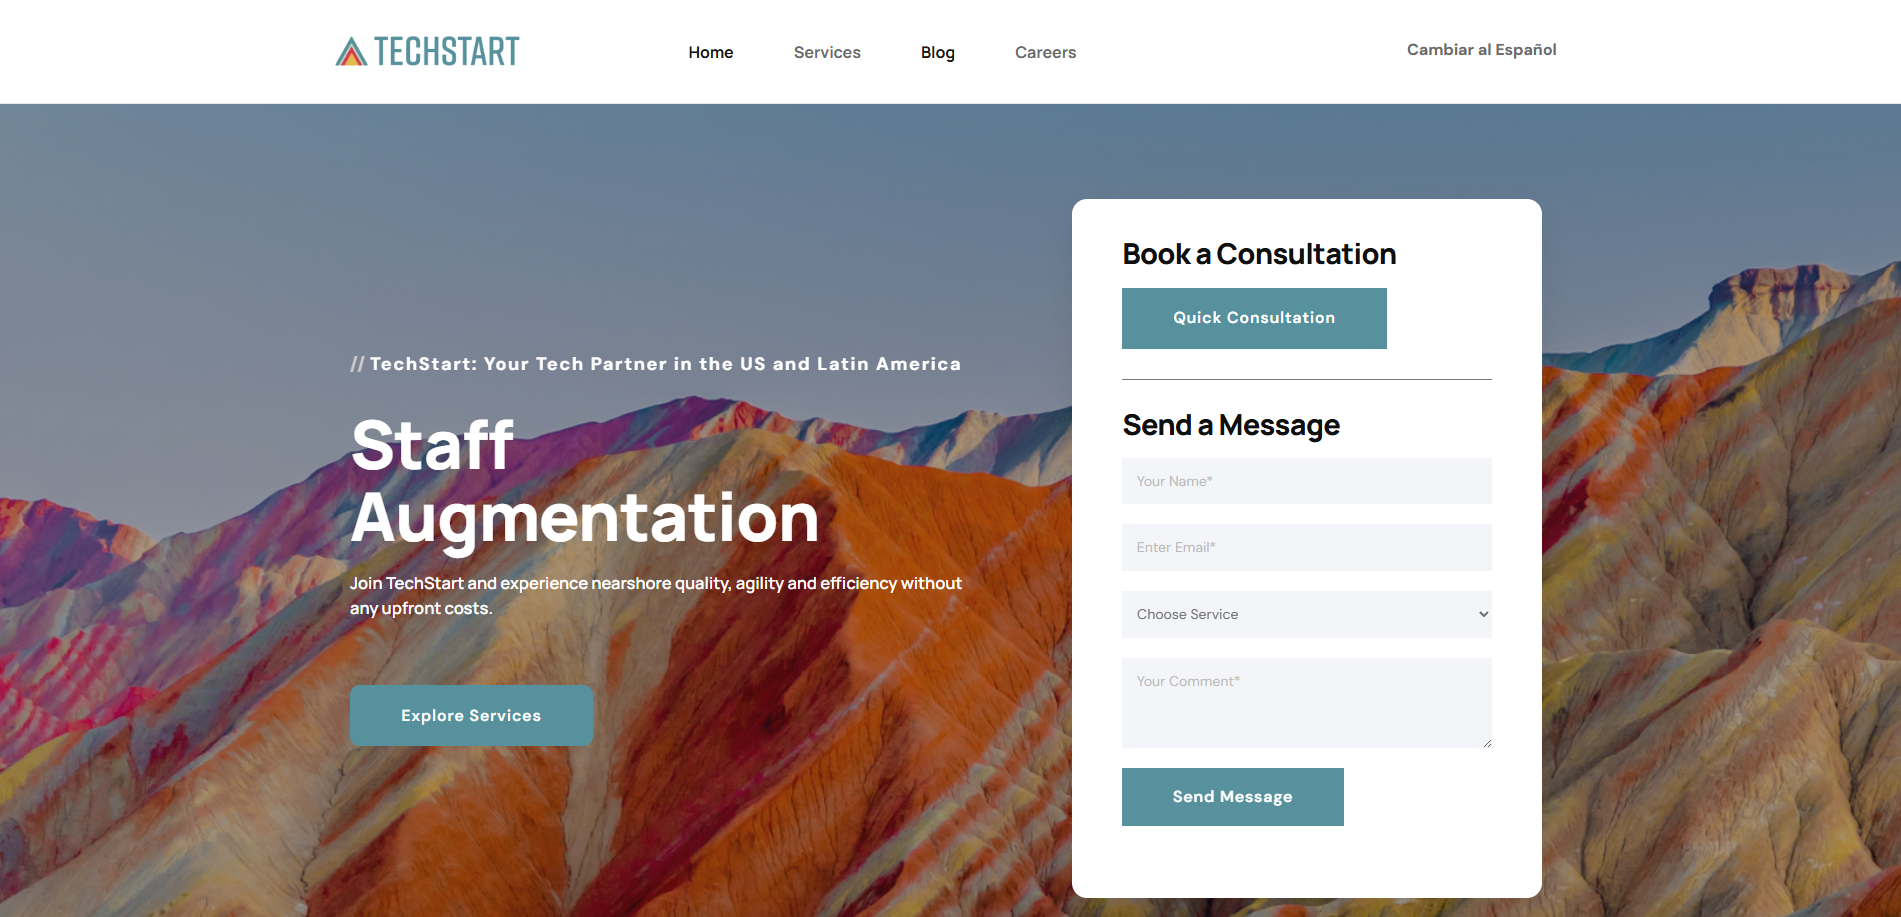 TECHSTART
Home
Services
Blog
Careers
Cambiar al Español
// TechStart: Your Tech Partner in the US and Latin America
Staff
Augmentation
Join TechStart and experience nearshore quality, agility and efficiency without
any upfront costs.
Explore Services
Book a Consultation
Quick Consultation
Send a Message
Your Name*
Enter Email*
Choose Service
Your Comment*
Send Message